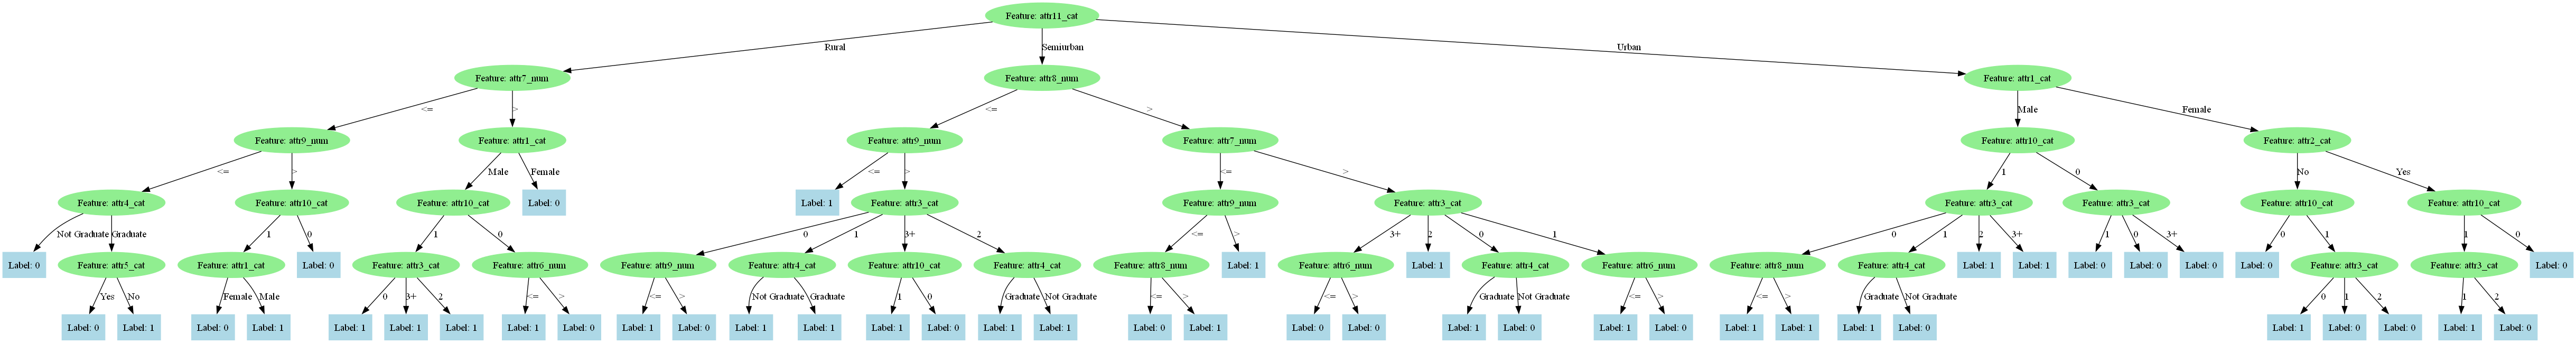 Feature: attr11_cat
Rural
Semiurban
Urban
Feature: attr7_num
Feature: attr8_num
Feature: attr1_cat
<=
>
<=
>
Male
Female
Feature: attr9_num
Feature: attr1_cat
Feature: attr9_num
Feature: attr7_num
Feature: attr10_cat
Feature: attr2_cat
<=
>
Male
Female
<=
>
<=
>
1
0
No
Yes
Feature: attr4_cat
Feature: attr10_cat
Feature: attr10_cat
Label: 0
Label: 1
Feature: attr3_cat
Feature: attr9_num
Feature: attr3_cat
Feature: attr3_cat
Feature: attr3_cat
Feature: attr10_cat
Feature: attr10_cat
Not Graduate
Graduate
1
0
1
0
0
1
3+
2
<=
>
3+
2
0
1
0
1
2
3+
1
0
3+
0
1
1
0
Label: 0
Feature: attr5_cat
Feature: attr1_cat
Label: 0
Feature: attr3_cat
Feature: attr6_num
Feature: attr9_num
Feature: attr4_cat
Feature: attr10_cat
Feature: attr4_cat
Feature: attr8_num
Label: 1
Feature: attr6_num
Label: 1
Feature: attr4_cat
Feature: attr6_num
Feature: attr8_num
Feature: attr4_cat
Label: 1
Label: 1
Label: 0
Label: 0
Label: 0
Label: 0
Feature: attr3_cat
Feature: attr3_cat
Label: 0
Yes
No
Female
Male
0
3+
2
<=
>
<=
>
Not Graduate
Graduate
1
0
Graduate
Not Graduate
<=
>
<=
>
Graduate
Not Graduate
<=
>
<=
>
Graduate
Not Graduate
0
1
2
1
2
Label: 0
Label: 1
Label: 0
Label: 1
Label: 1
Label: 1
Label: 1
Label: 1
Label: 0
Label: 1
Label: 0
Label: 1
Label: 1
Label: 1
Label: 0
Label: 1
Label: 1
Label: 0
Label: 1
Label: 0
Label: 0
Label: 1
Label: 0
Label: 1
Label: 0
Label: 1
Label: 1
Label: 1
Label: 0
Label: 1
Label: 0
Label: 0
Label: 1
Label: 0